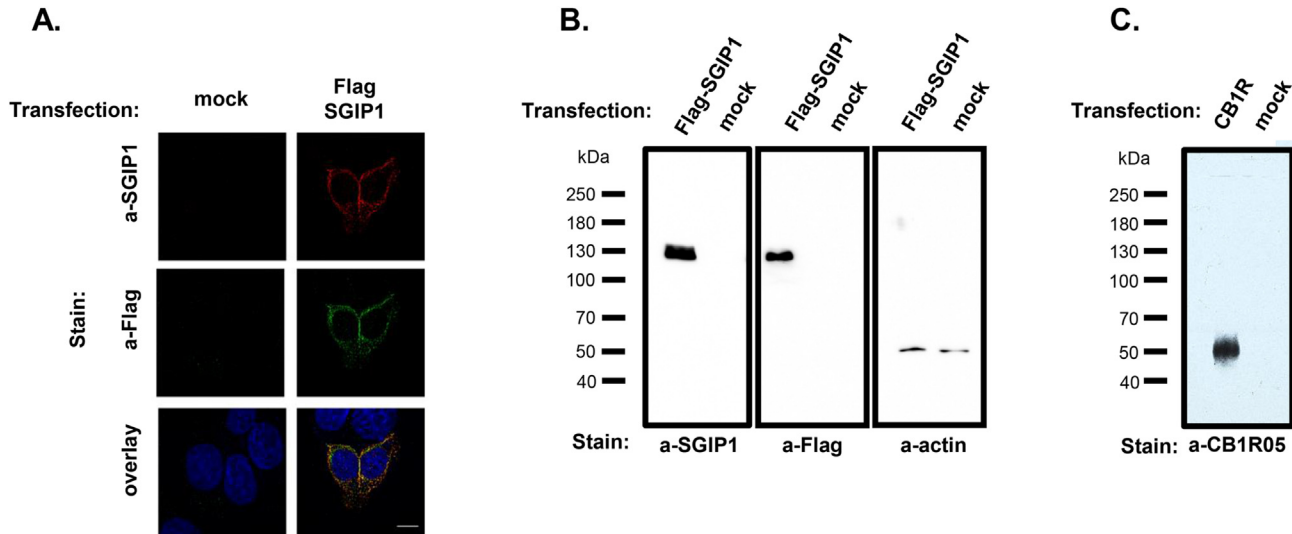 A.
Transfection:
mock
Flag
SGIP1
Stain:
a-SGIP1
a-Flag
overlay
B.
Transfection:
Flag-SGIP1
mock
Flag-SGIP1
mock
Flag-SGIP1
mock
kDa
250
180
130
100
70
50
40
Stain: a-SGIP1 a-Flag a-actin
C.
Transfection:
CB1R
mock
kDa
250
180
130
100
70
50
40
Stain: a-CB1R05